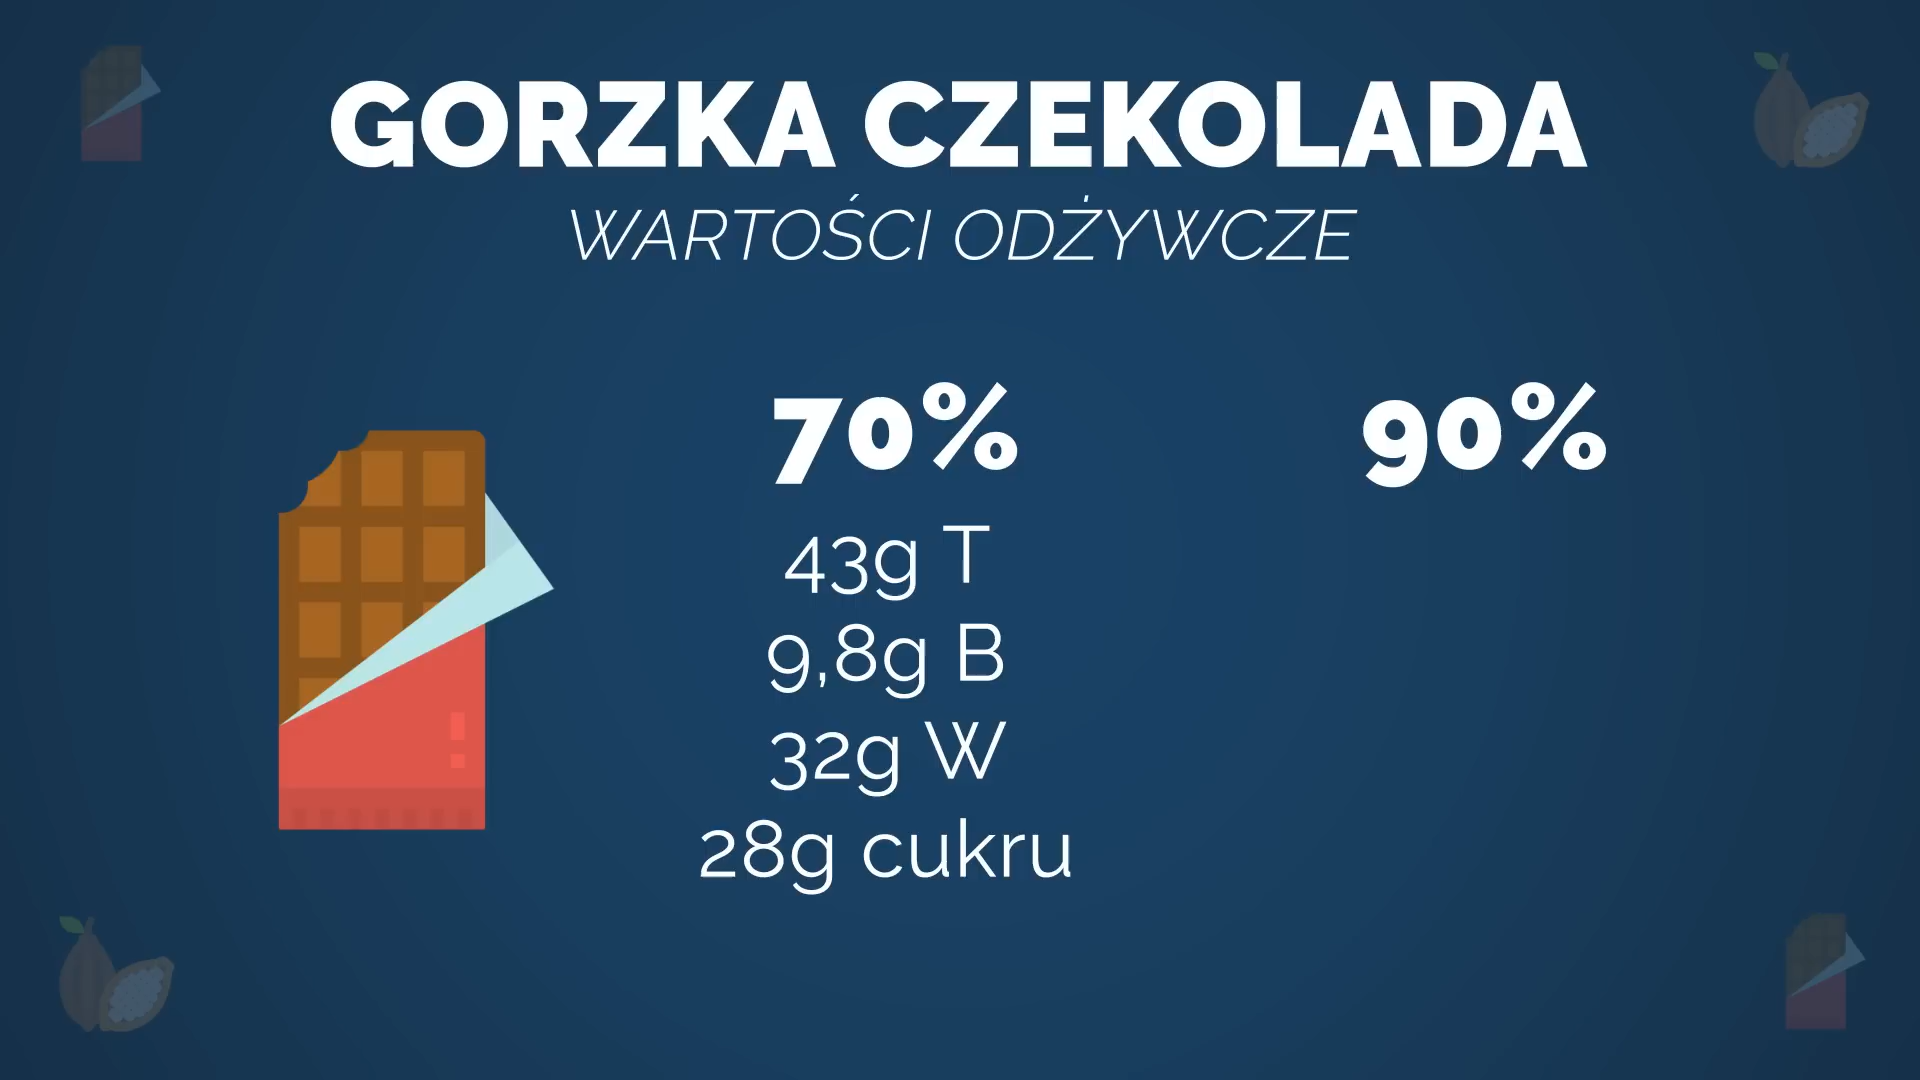 GORZKA CZEKOLADA
WARTOŚCI ODŻYWCZE
70%
43g T
9,8g B
32g W
28g cukru
90%